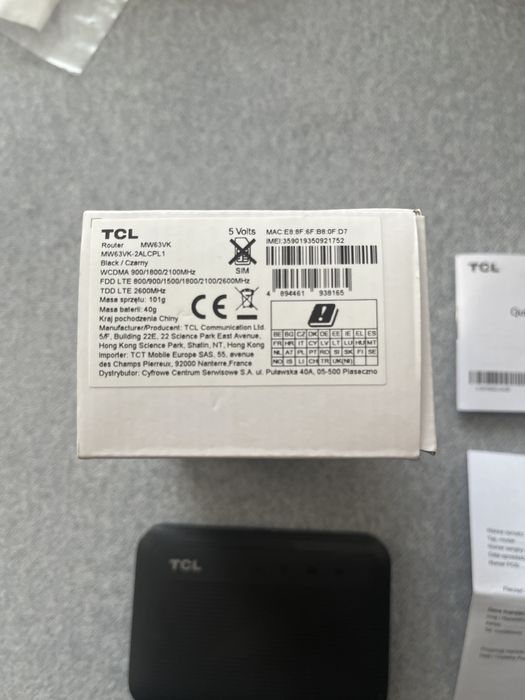 TCL
Router MW63VK
MW63VK-2ALCPL1
Black / Czarny
WCDMA 900/1800/2100MHz
FDD LTE 800/900/1500/1800/2100/2600MHz
TDD LTE 2600MHz
Masa sprzętu: 101g
Masa baterii: 40g
Kraj pochodzenia Chiny
Manufacturer/Producent: TCL Communication Ltd.
5/F, Building 22E, 22 Science Park East Avenue,
Hong Kong Science Park, Shatin, NT, Hong Kong
Importer: TCT Mobile Europe SAS, 55, avenue
des Champs Pierreux, 92000 Nanterre,France
Dystrybutor: Cyfrowe Centrum Serwisowe S.A. ul. Puławska 40A, 05-500 Piaseczno
5 Volts
SIM
CE
MAC:E8:8F:6F:B8:0F:D7
IMEI:359019350921752
4 894461 938165
BE BG CZ DK DE EE IE EL ES
FR HR IT CY LV LT LU HU MT
NL AT PL PT RO SI SK FI SE
NO IS LI CH TR UK(NI)
TCL
TCL